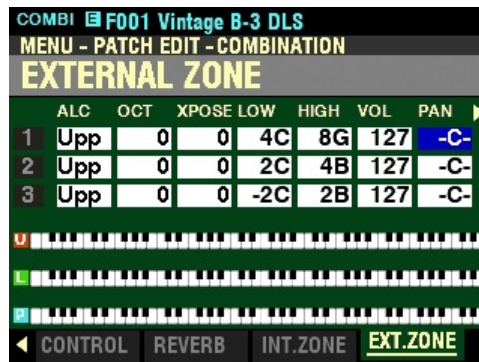 COMBI E F001 Vintage B-3 DLS
MENU - PATCH EDIT -COMBINATION
EXTERNAL ZONE
ALC OCT XPOSE LOW HIGH VOL PAN
1 Upp 0 0 4C 8G 127 -C-
2 Upp 0 0 2C 4B 127 -C-
3 Upp 0 0 -2C 2B 127 -C-
U
L
P
CONTROL REVERB INT.ZONE EXT.ZONE